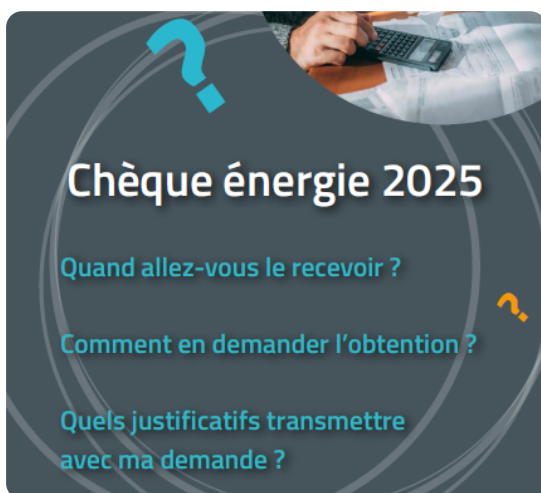 ?
Chèque énergie 2025
Quand allez-vous le recevoir ?
?
Comment en demander l'obtention ?
Quels justificatifs transmettre
avec ma demande ?